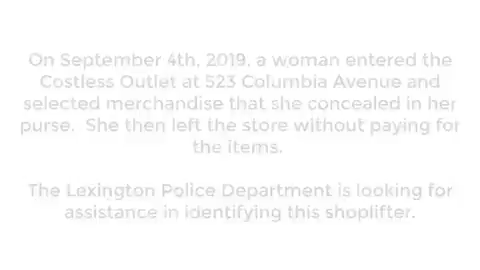 On September 4th, 2019, a woman entered the
Costless Outlet at 523 Columbia Avenue and
selected merchandise that she concealed in her
purse.  She then left the store without paying for
the items.
The Lexington Police Department is looking for
assistance in identifying this shoplifter.